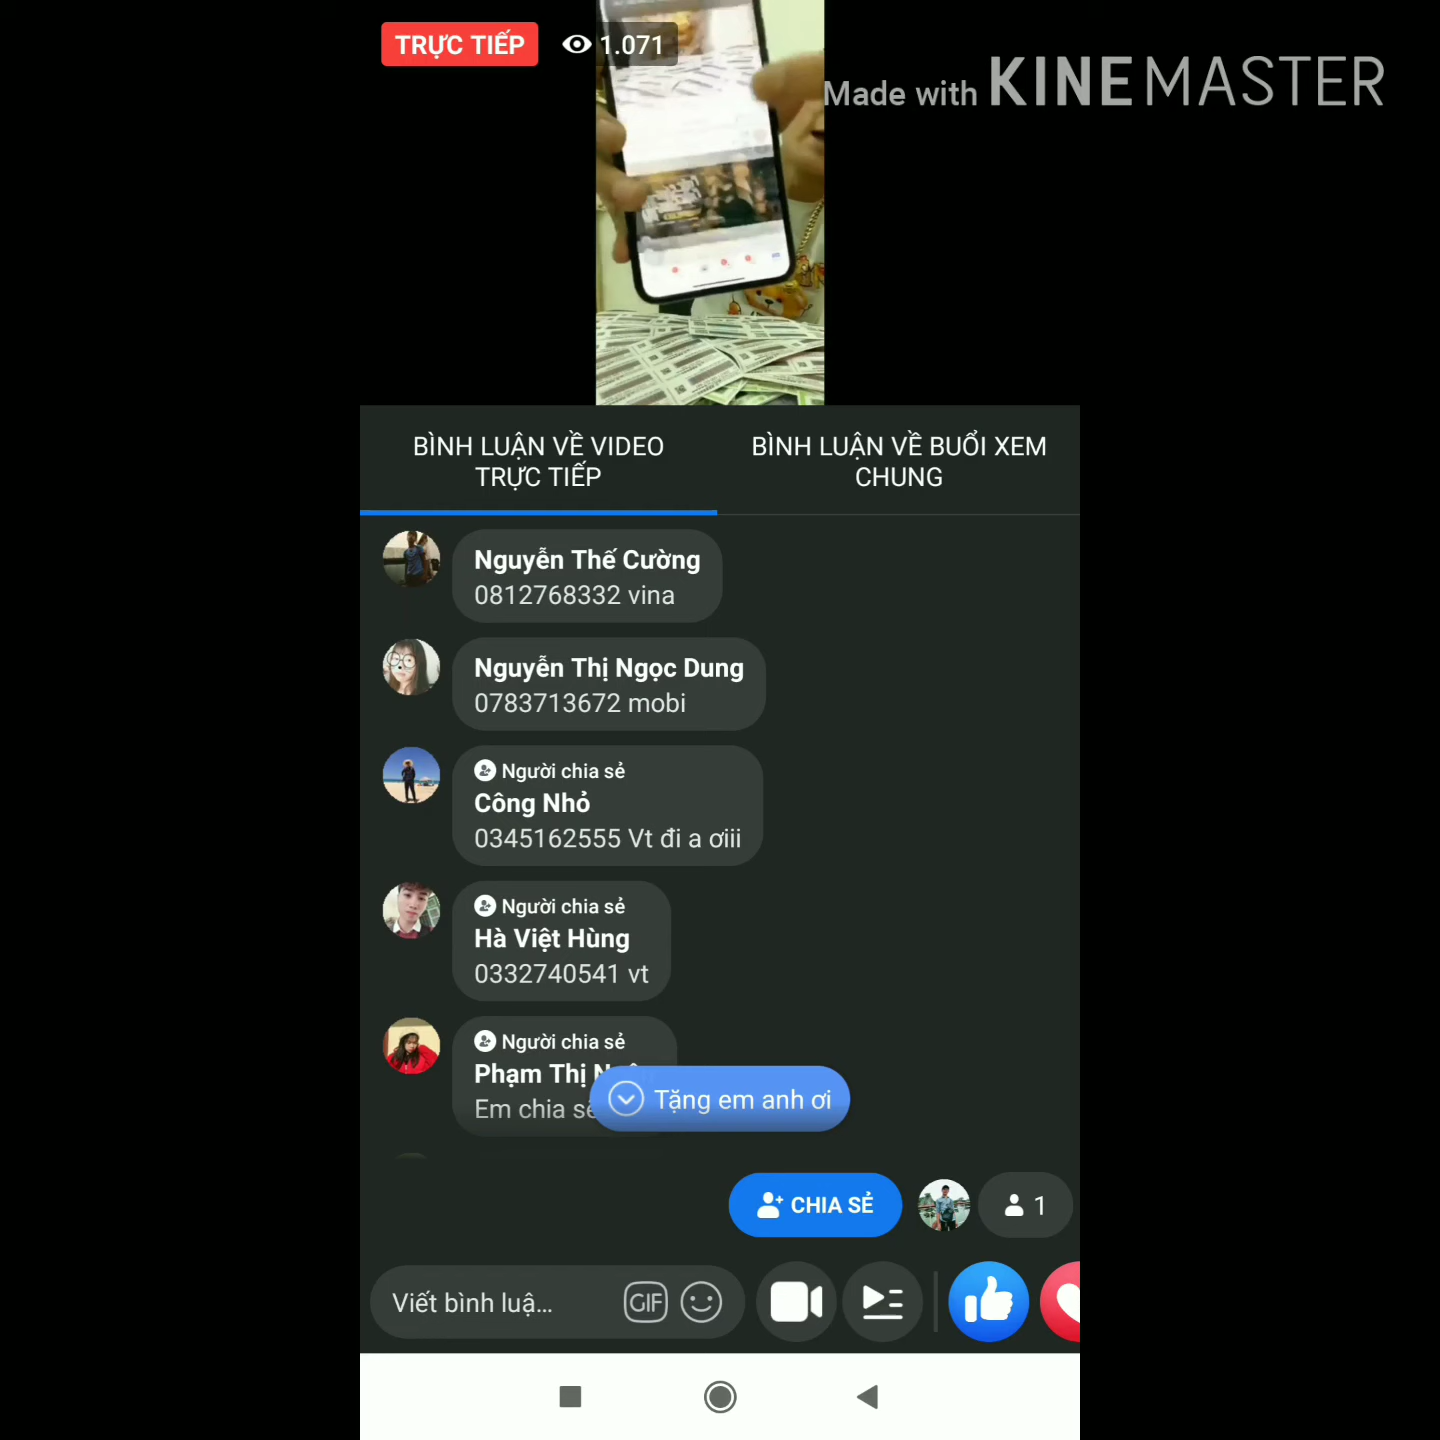 TRỰC TIẾP
1.071
Made with KINEMASTER
BÌNH LUẬN VỀ VIDEO
TRỰC TIẾP
BÌNH LUẬN VỀ BUỔI XEM
CHUNG
Nguyễn Thế Cường
0812768332 vina
Nguyễn Thị Ngọc Dung
0783713672 mobi
Người chia sẻ
Công Nhỏ
0345162555 Vt đi a ơiii
Người chia sẻ
Hà Việt Hùng
0332740541 vt
Người chia sẻ
Phạm Thị
Em chia
Tặng em anh ơi
CHIA SẺ
1
Viết bình luậ...
GIF